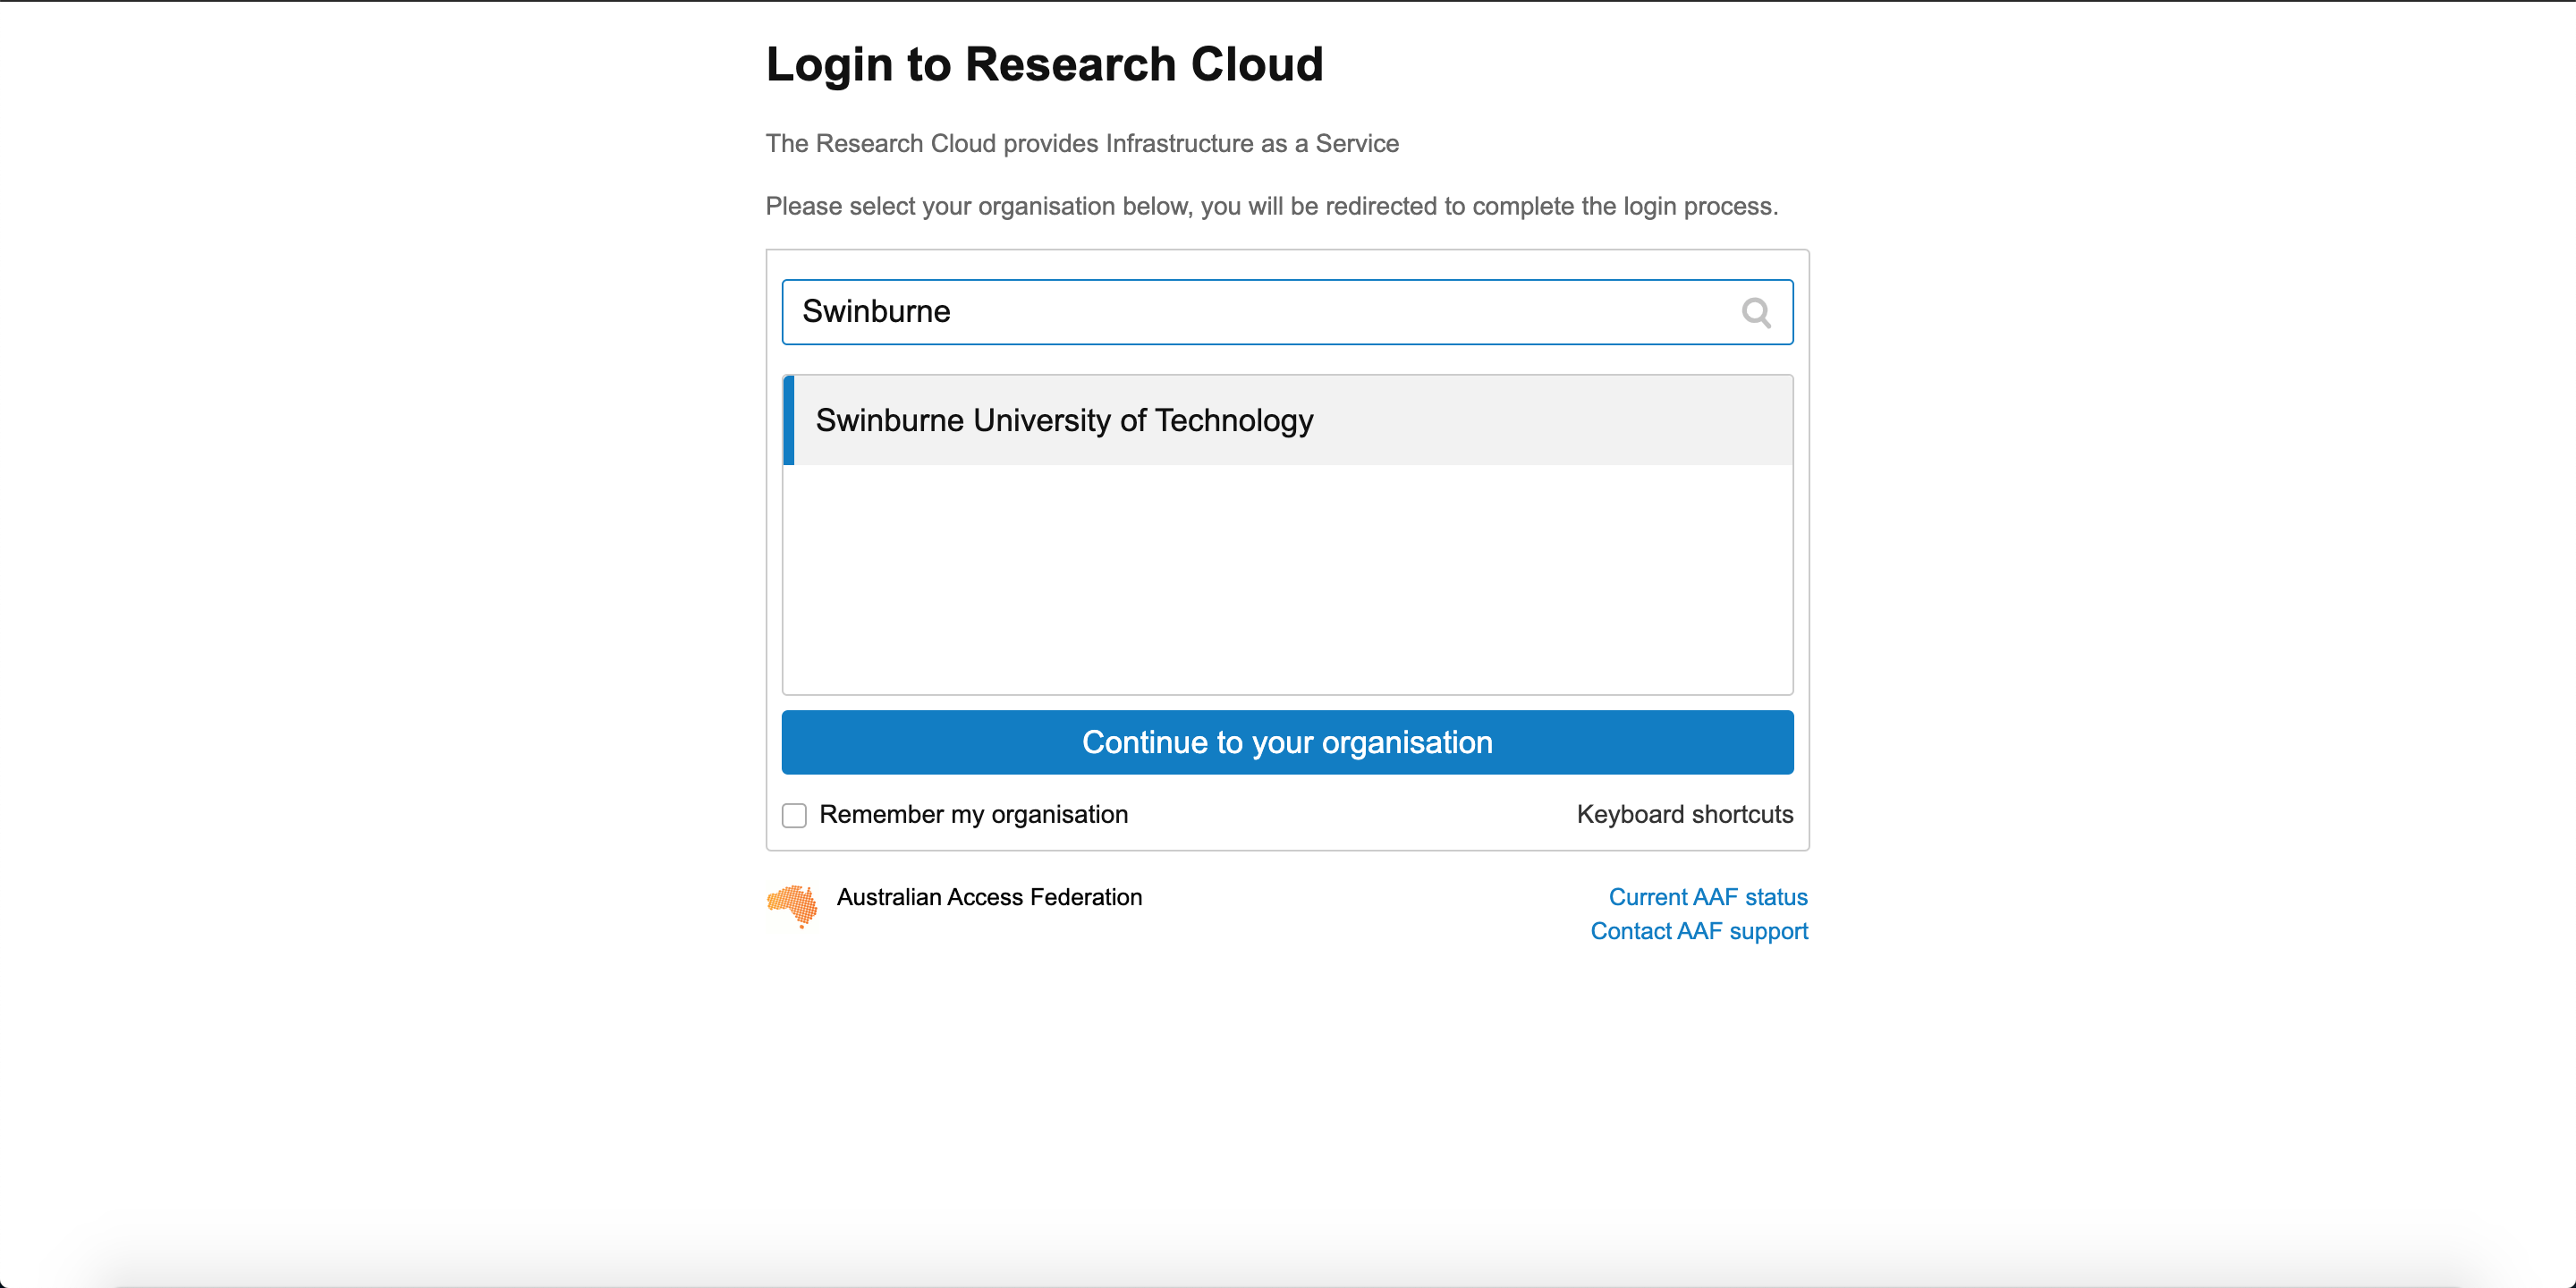 Login to Research Cloud
The Research Cloud provides Infrastructure as a Service
Please select your organisation below, you will be redirected to complete the login process.
Swinburne
Swinburne University of Technology
Continue to your organisation
Remember my organisation
Keyboard shortcuts
Australian Access Federation
Current AAF status
Contact AAF support